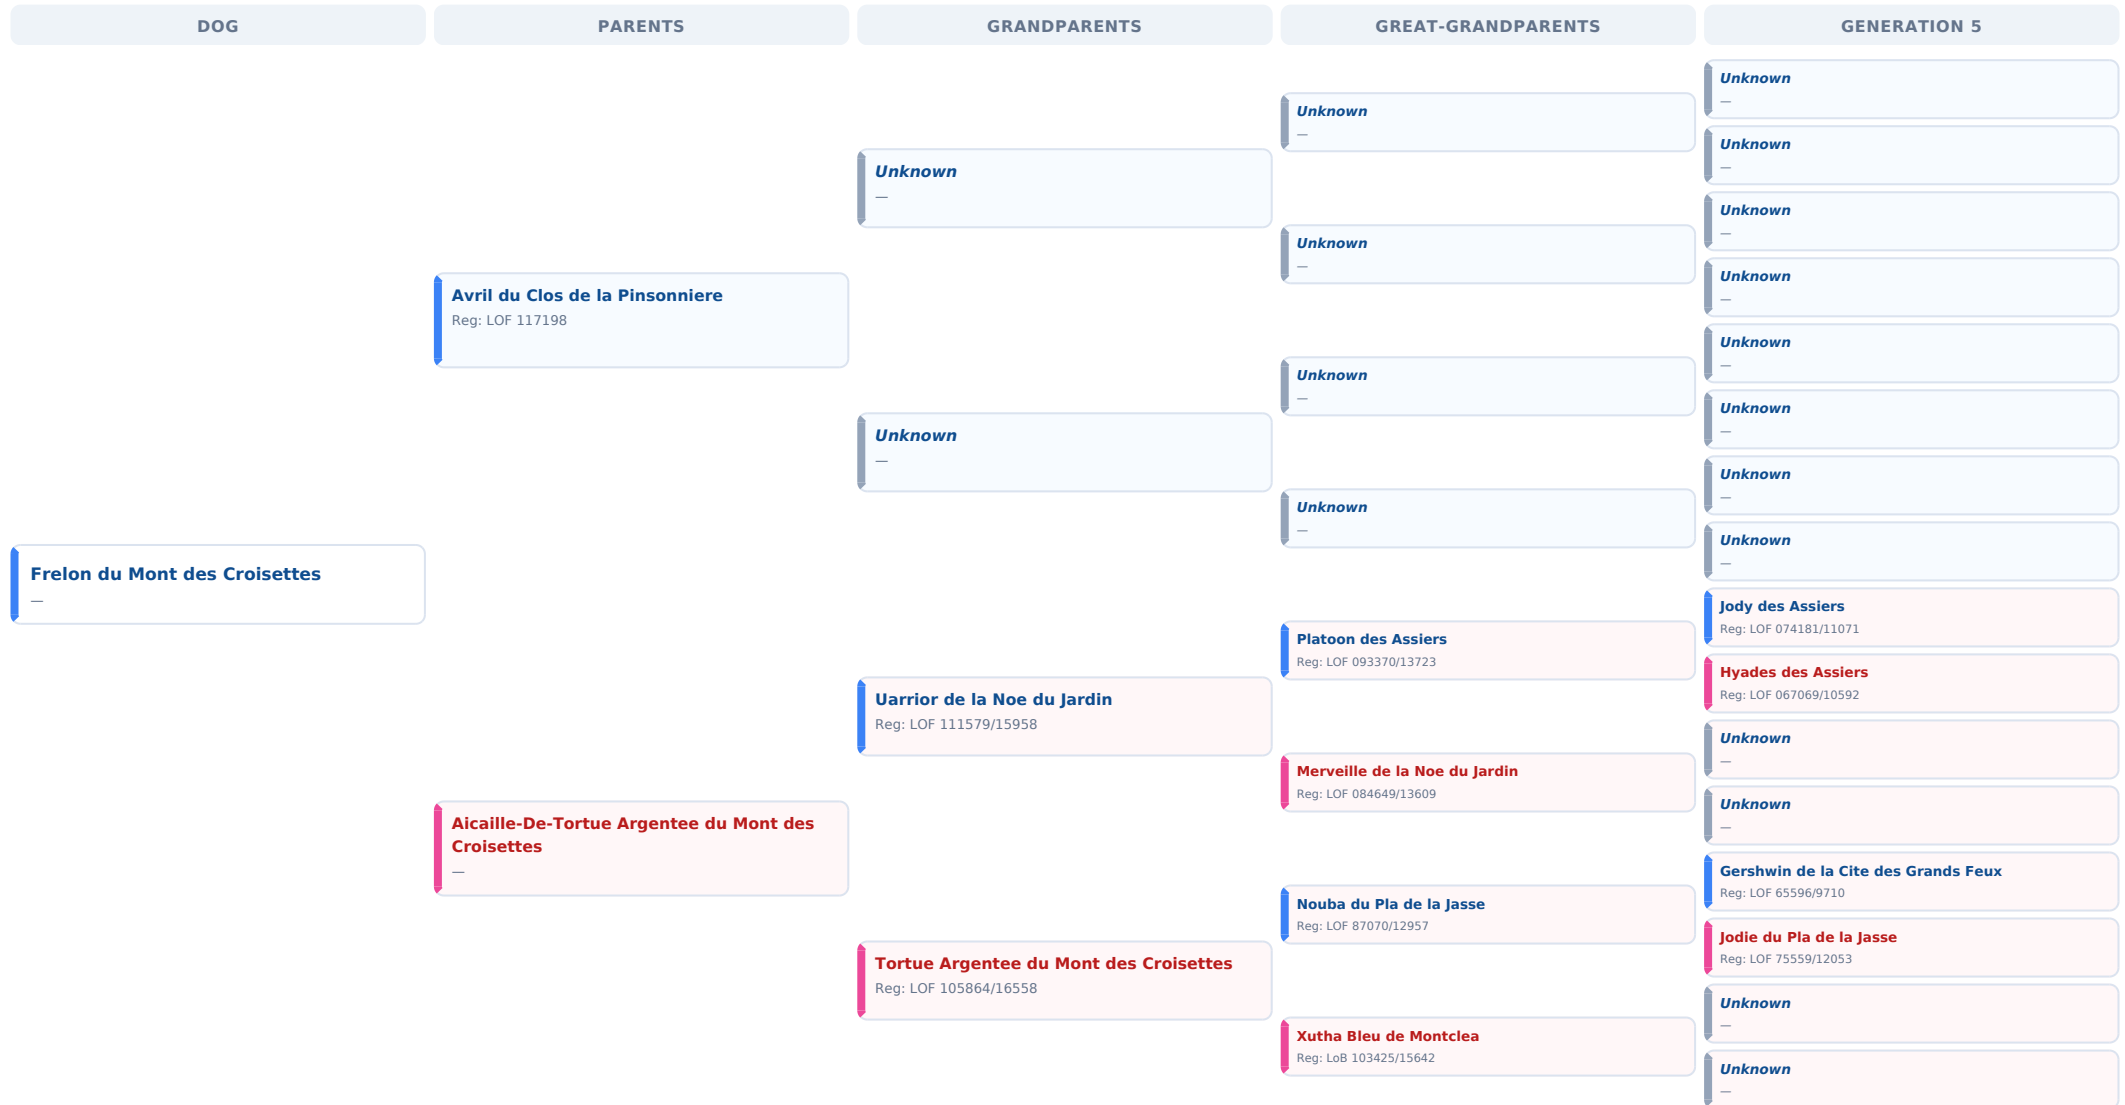 DOG
PARENTS
GRANDPARENTS
GREAT-GRANDPARENTS
GENERATION 5
Frelon du Mont des Croisettes
—
Avril du Clos de la Pinsonniere
Reg: LOF 117198
Aicaille-De-Tortue Argentee du Mont des
Croisettes
—
Unknown
—
Unknown
—
Uarrior de la Noe du Jardin
Reg: LOF 111579/15958
Tortue Argentee du Mont des Croisettes
Reg: LOF 105864/16558
Unknown
—
Unknown
—
Unknown
—
Unknown
—
Platoon des Assiers
Reg: LOF 093370/13723
Merveille de la Noe du Jardin
Reg: LOF 084649/13609
Nouba du Pla de la Jasse
Reg: LOF 87070/12957
Xutha Bleu de Montclea
Reg: LoB 103425/15642
Unknown
—
Unknown
—
Unknown
—
Unknown
—
Unknown
—
Unknown
—
Unknown
—
Unknown
—
Jody des Assiers
Reg: LOF 074181/11071
Hyades des Assiers
Reg: LOF 067069/10592
Unknown
—
Unknown
—
Gershwin de la Cite des Grands Feux
Reg: LOF 65596/9710
Jodie du Pla de la Jasse
Reg: LOF 75559/12053
Unknown
—
Unknown
—